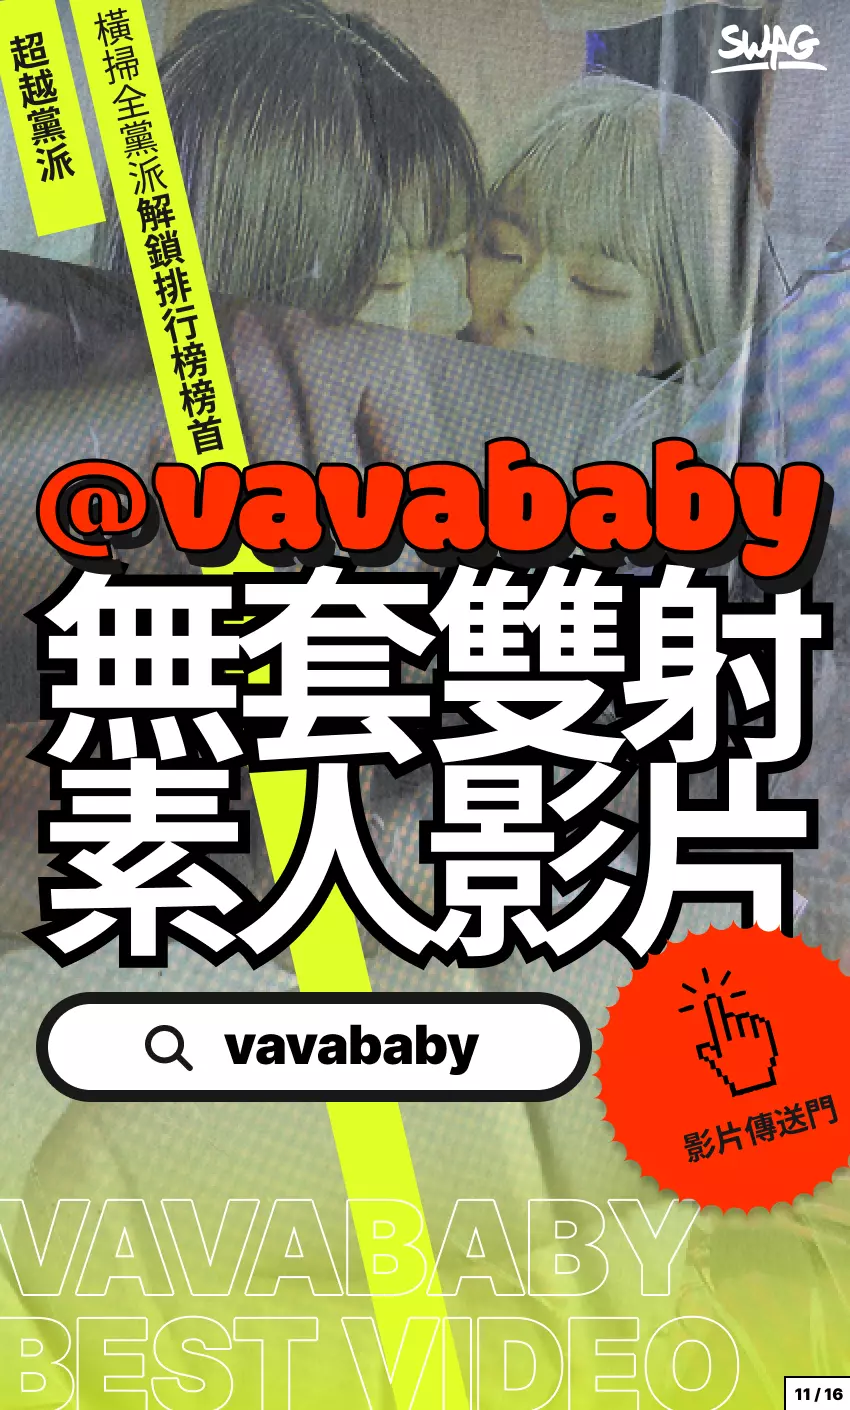 SWAG
超越黨派
橫掃全黨派解鎖排行榜榜首
@vavababy
無套雙射
素人影片
vavababy
影片傳送門
VAVABABY
BEST VIDEO
11 / 16